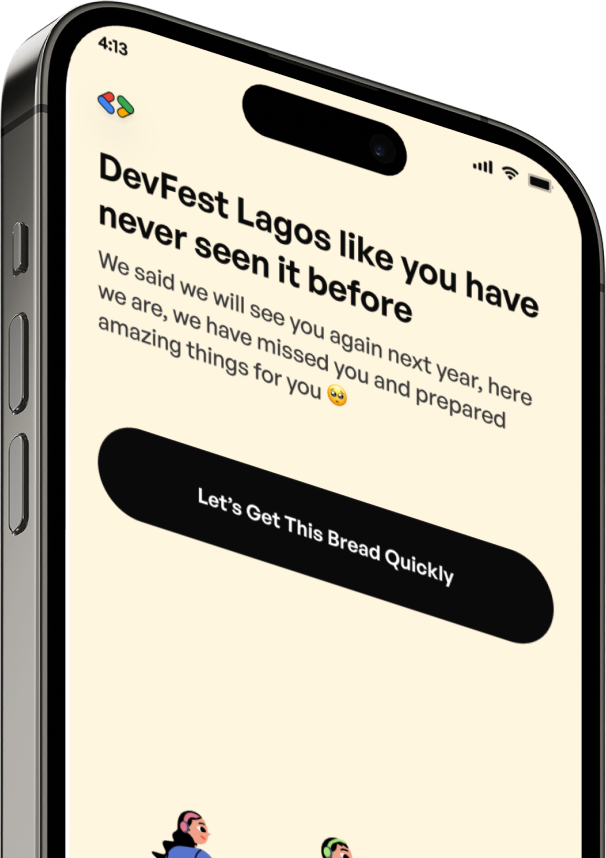 4:13
DevFest Lagos like you have
never seen it before
We said we will see you again next year, here
we are, we have missed you and prepared
amazing things for you 🥺
Let's Get This Bread Quickly